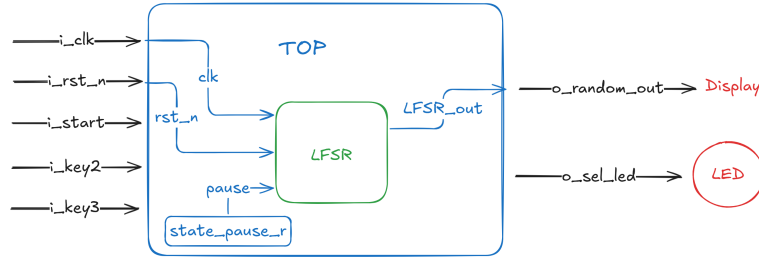 i_clk
i_rst_n
i_start
i_key2
i_key3
TOP
clk
rst_n
LFSR
pause
state_pause_r
LFSR_out
o_random_out
Display
o_sel_led
LED